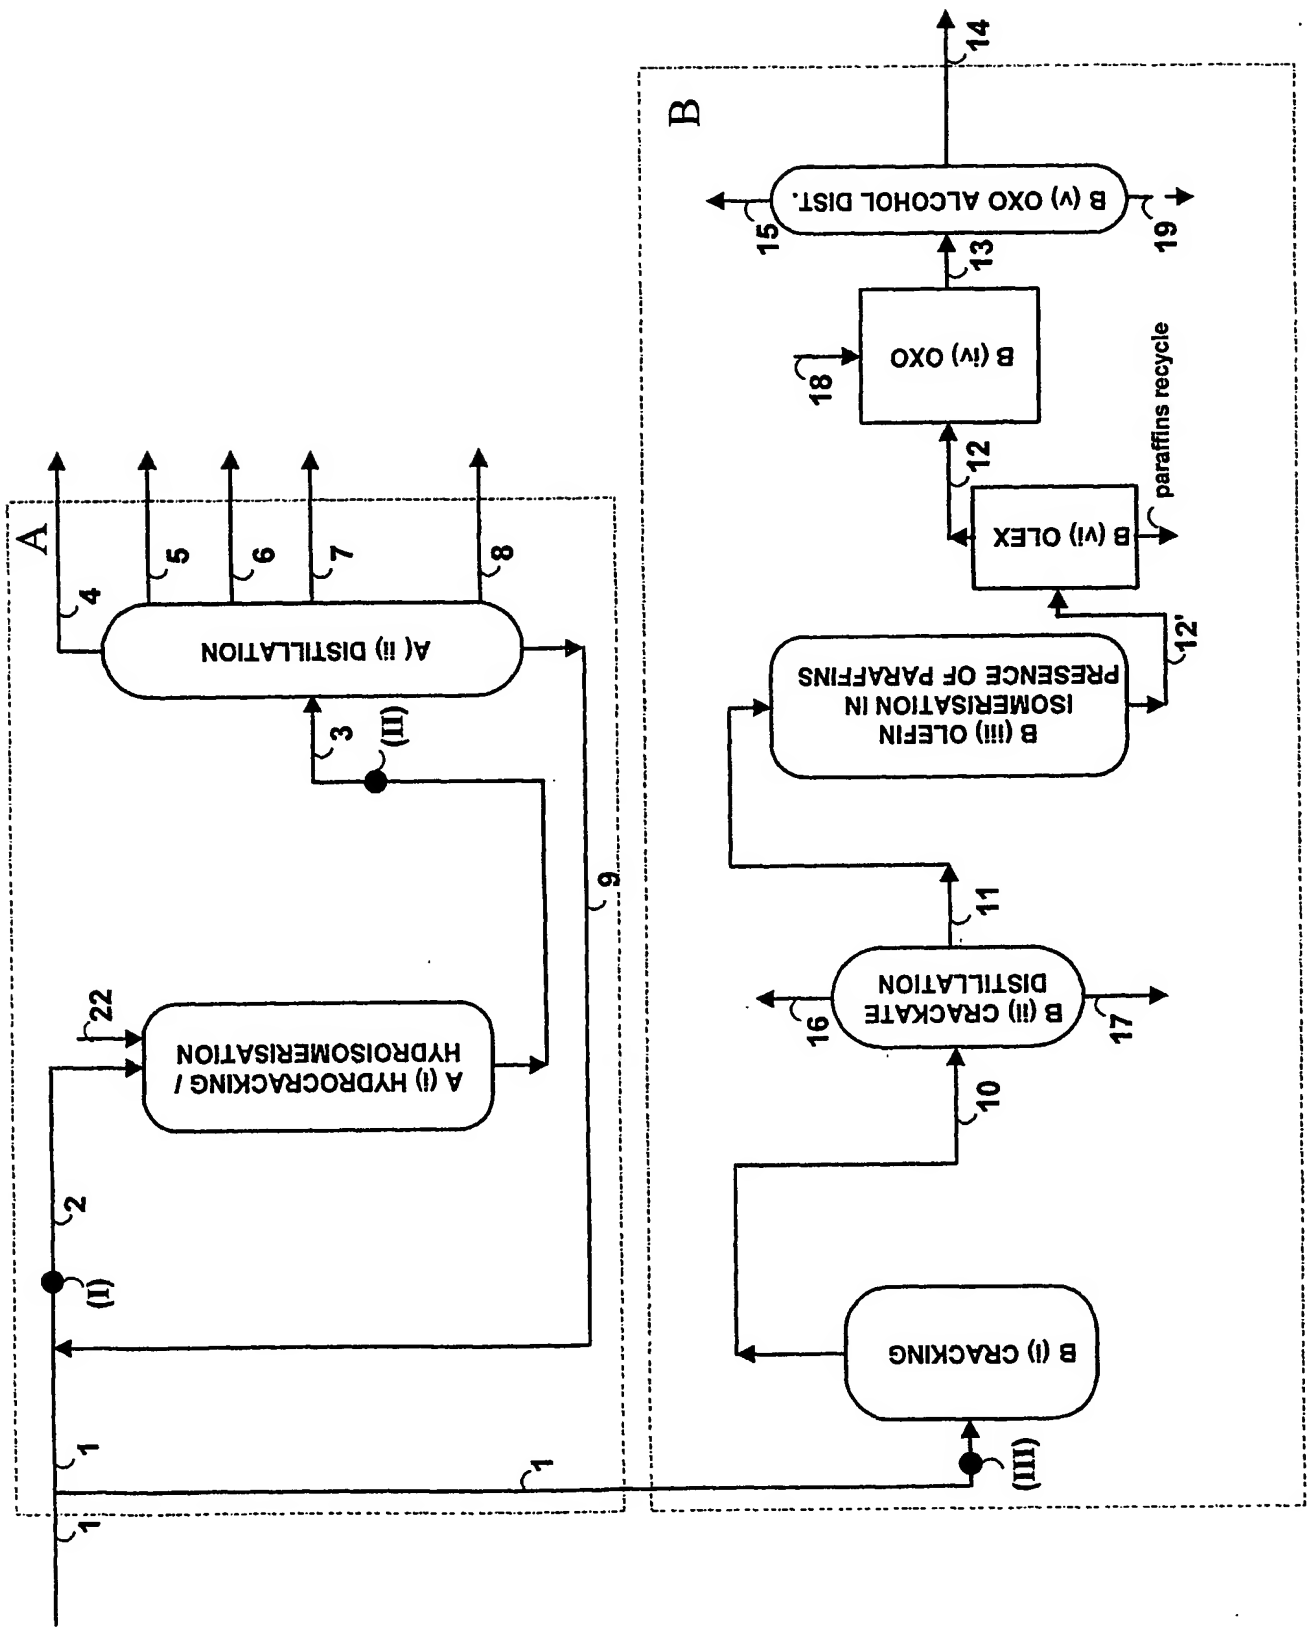 A
4
5
6
7
8
A( ii) DISTILLATION
3
(II)
9
22
A (i) HYDROCRACKING /
HYDROISOMERISATION
2
(I)
1
1
1
B
14
15
B (v) OXO ALCOHOL DIST.
19
13
18
B (iv) OXO
12
B (vi) OLEX
paraffins recycle
12'
B (iii) OLEFIN
ISOMERISATION IN
PRESENCE OF PARAFFINS
11
16
B (ii) CRACKATE
DISTILLATION
17
10
B (i) CRACKING
(III)